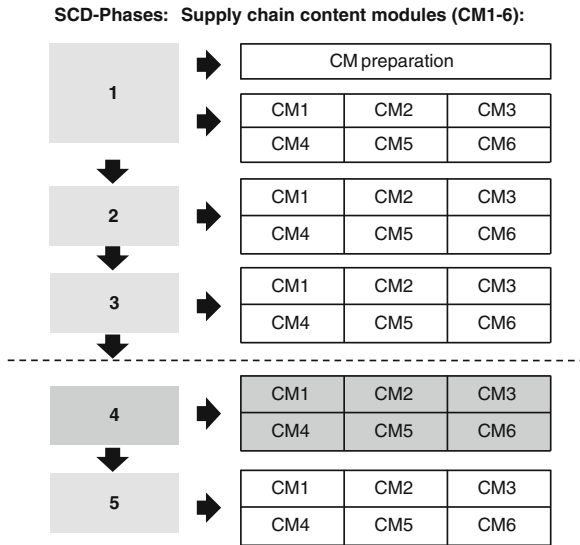 SCD-Phases: Supply chain content modules (CM1-6):
CM preparation
1
CM1 CM2 CM3
CM4 CM5 CM6
CM1 CM2 CM3
2
CM4 CM5 CM6
CM1 CM2 CM3
3
CM4 CM5 CM6
CM1 CM2 CM3
4
CM4 CM5 CM6
CM1 CM2 CM3
5
CM4 CM5 CM6